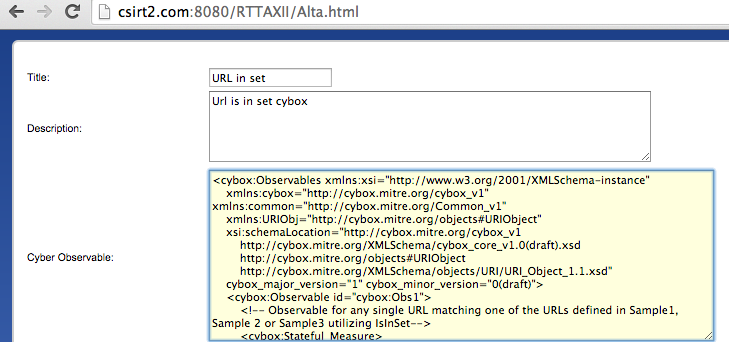 csirt2.com:8080/RTTAXII/Alta.html
Title:
URL in set
Description:
Url is in set cybox
Cyber Observable:
<cybox:Observables xmlns:xsi="http://www.w3.org/2001/XMLSchema-instance"
xmlns:cybox="http://cybox.mitre.org/cybox_v1"
xmlns:common="http://cybox.mitre.org/Common_v1"
xmlns:URIObj="http://cybox.mitre.org/objects#URIObject"
xsi:schemaLocation="http://cybox.mitre.org/cybox_v1
http://cybox.mitre.org/XMLSchema/cybox_core_v1.0(draft).xsd
http://cybox.mitre.org/objects#URIObject
http://cybox.mitre.org/XMLSchema/objects/URI/URI_Object_1.1.xsd"
cybox_major_version="1" cybox_minor_version="0(draft)">
<cybox:Observable id="cybox:Obs1">
<!-- Observable for any single URL matching one of the URLs defined in Sample1,
Sample 2 or Sample3 utilizing IsInSet-->
<cybox:Stateful_Measure>